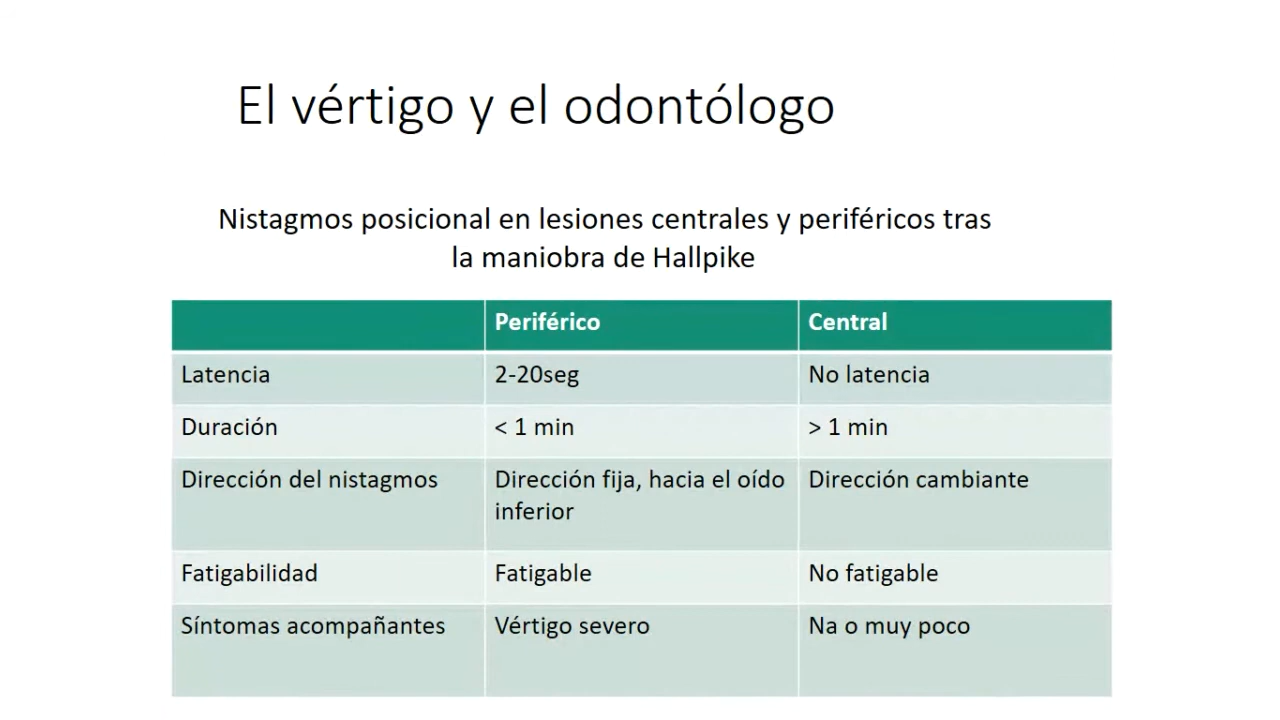 El vértigo y el odontólogo
Nistagmos posicional en lesiones centrales y periféricos tras
la maniobra de Hallpike
Periférico Central
Latencia 2-20seg No latencia
Duración < 1 min > 1 min
Dirección del nistagmos Dirección fija, hacia el oído Dirección cambiante
inferior
Fatigabilidad Fatigable No fatigable
Síntomas acompañantes Vértigo severo Na o muy poco